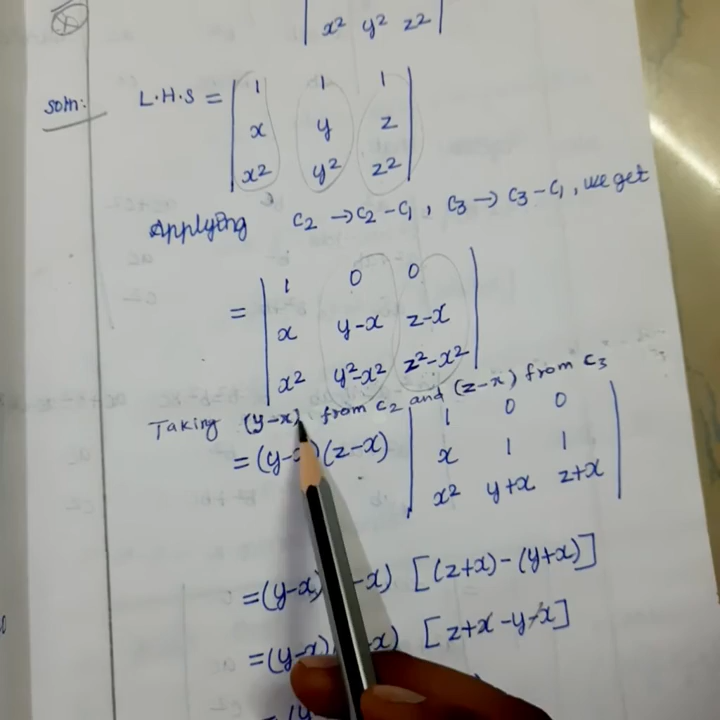 | x² y² z² |
soln: L.H.S = | 1 1 1 |
| x y z |
| x² y² z² |
Applying C₂ → C₂ - C₁, C₃ → C₃ - C₁, we get
= | 1 0 0 |
| x y-x z-x |
| x² y²-x² z²-x² |
Taking (y-x) from C₂ and (z-x) from C₃
= (y-x)(z-x) | 1 0 0 |
| x 1 1 |
| x² y+x z+x |
= (y-x) -x) [(z+x) - (y+x)]
= (y-x) x) [z+x - y-x]